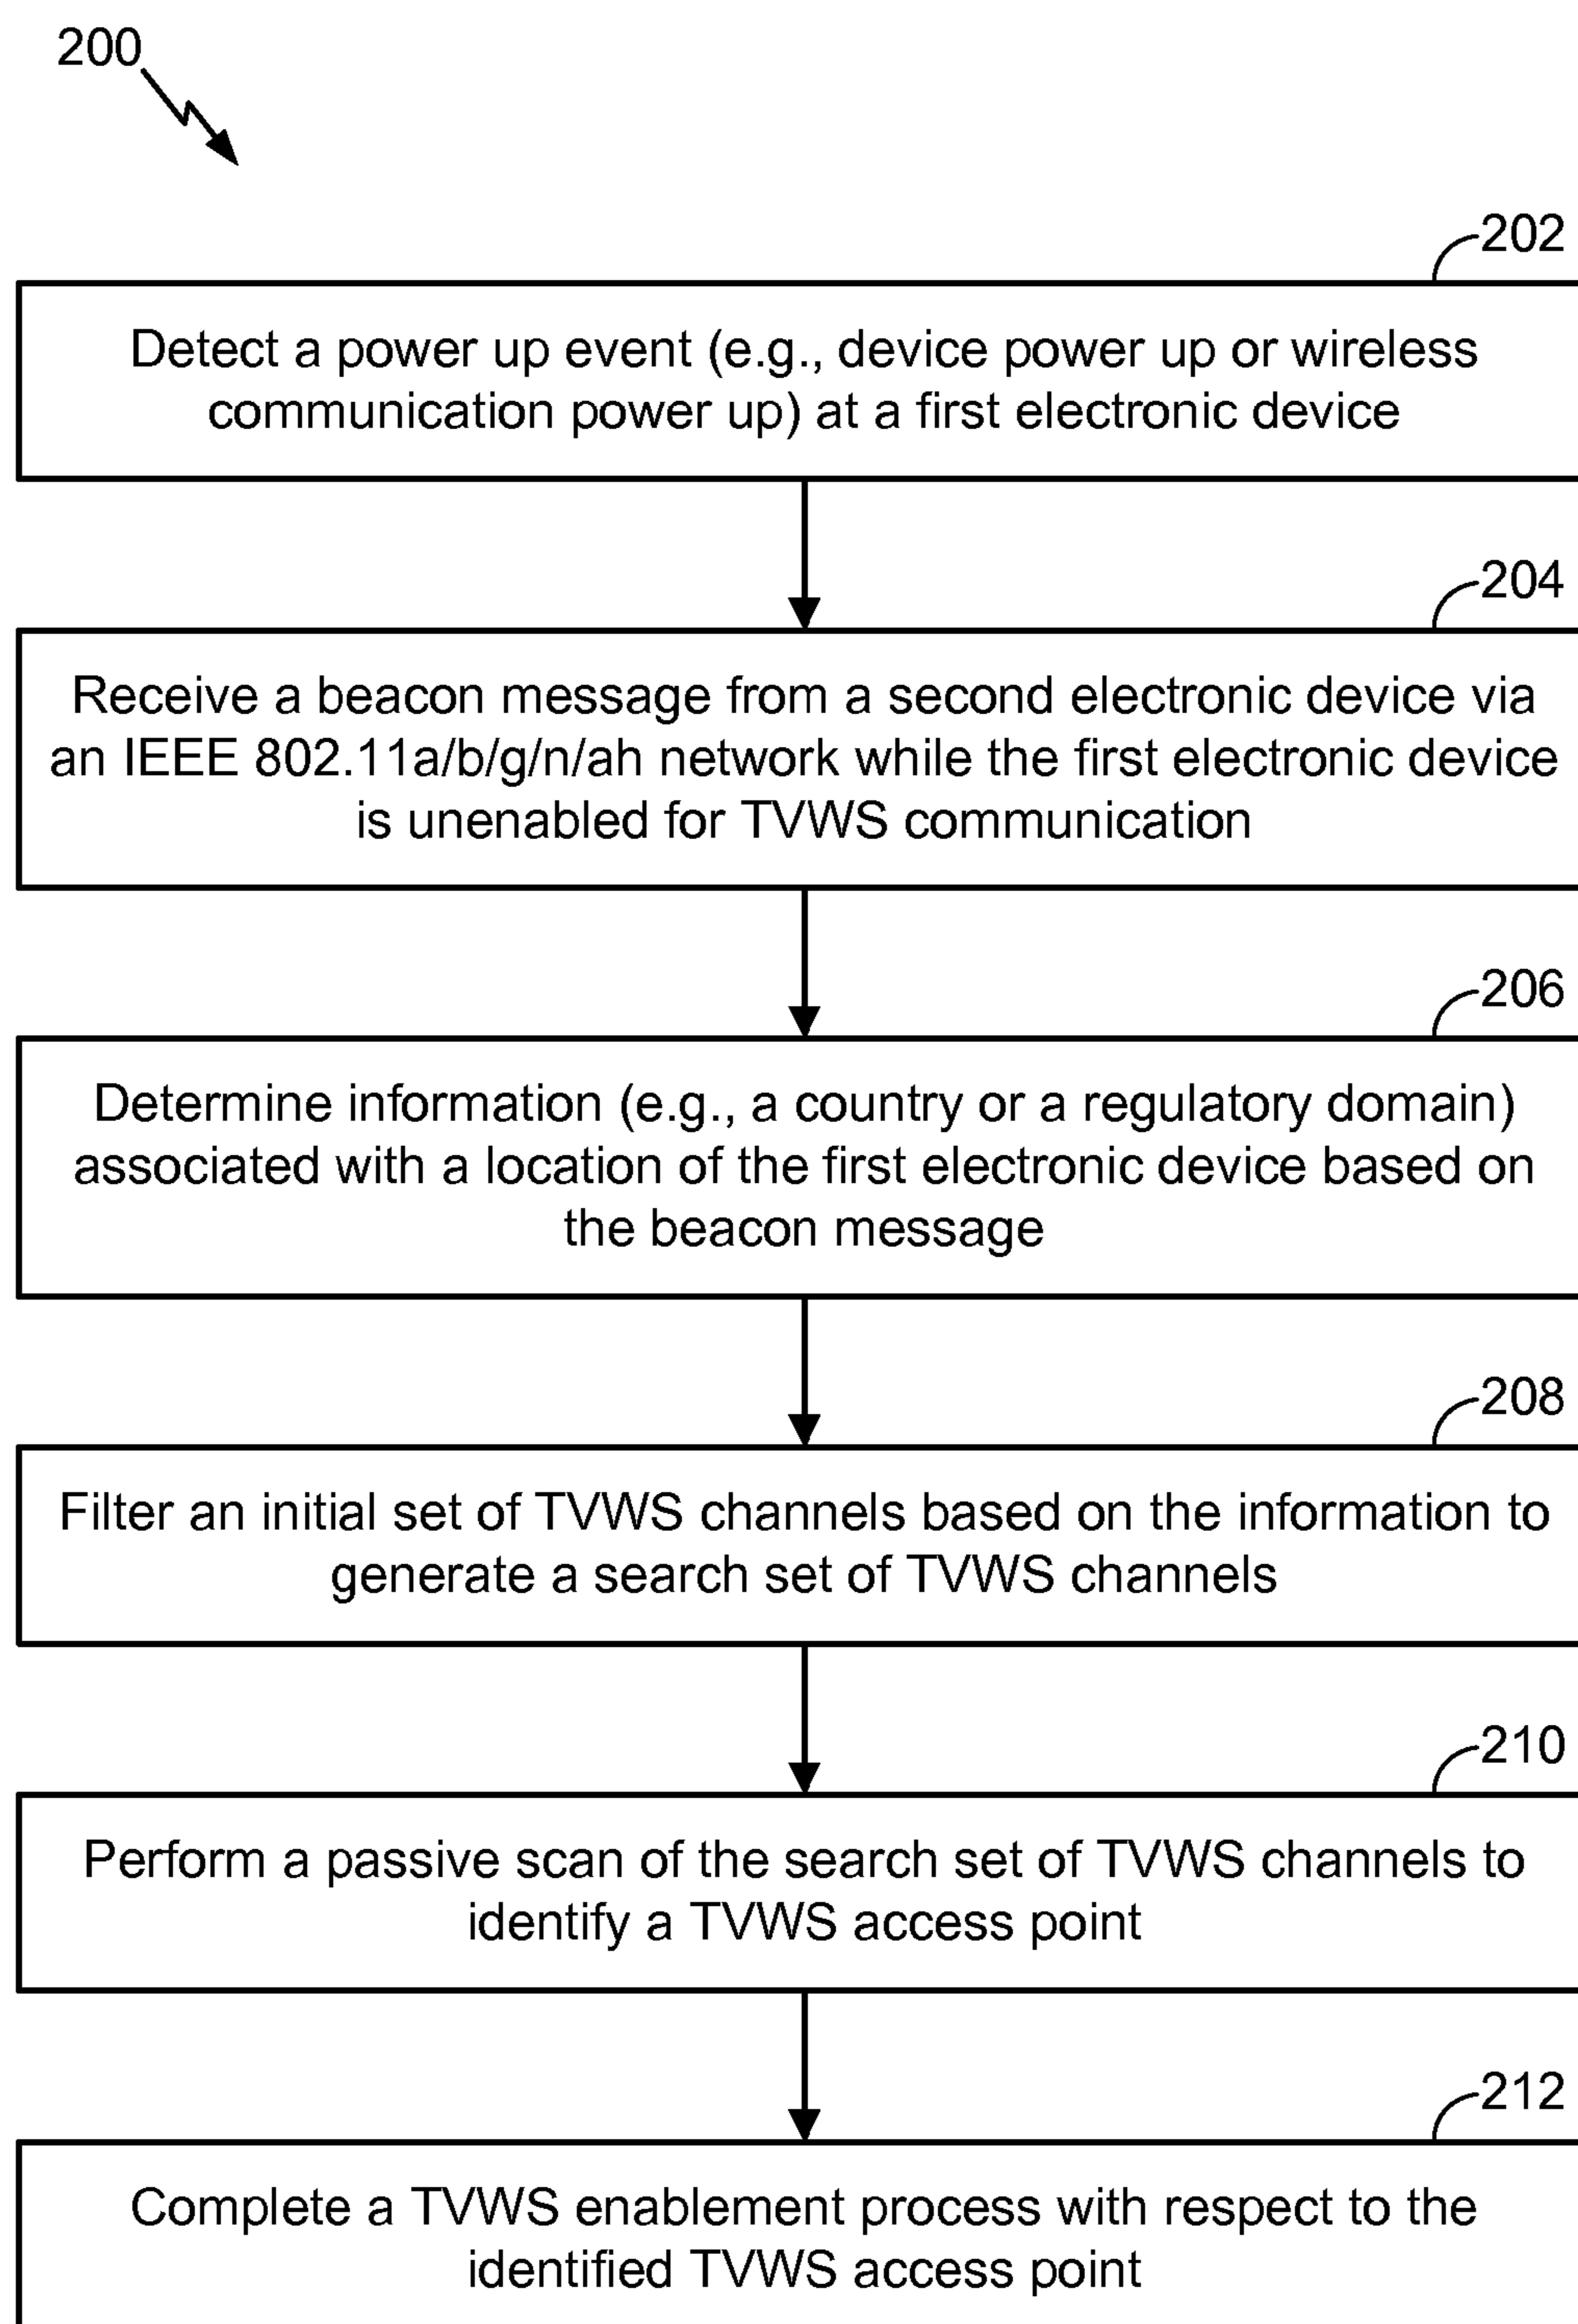 200
202
Detect a power up event (e.g., device power up or wireless
communication power up) at a first electronic device
204
Receive a beacon message from a second electronic device via
an IEEE 802.11a/b/g/n/ah network while the first electronic device
is unenabled for TVWS communication
206
Determine information (e.g., a country or a regulatory domain)
associated with a location of the first electronic device based on
the beacon message
208
Filter an initial set of TVWS channels based on the information to
generate a search set of TVWS channels
210
Perform a passive scan of the search set of TVWS channels to
identify a TVWS access point
212
Complete a TVWS enablement process with respect to the
identified TVWS access point